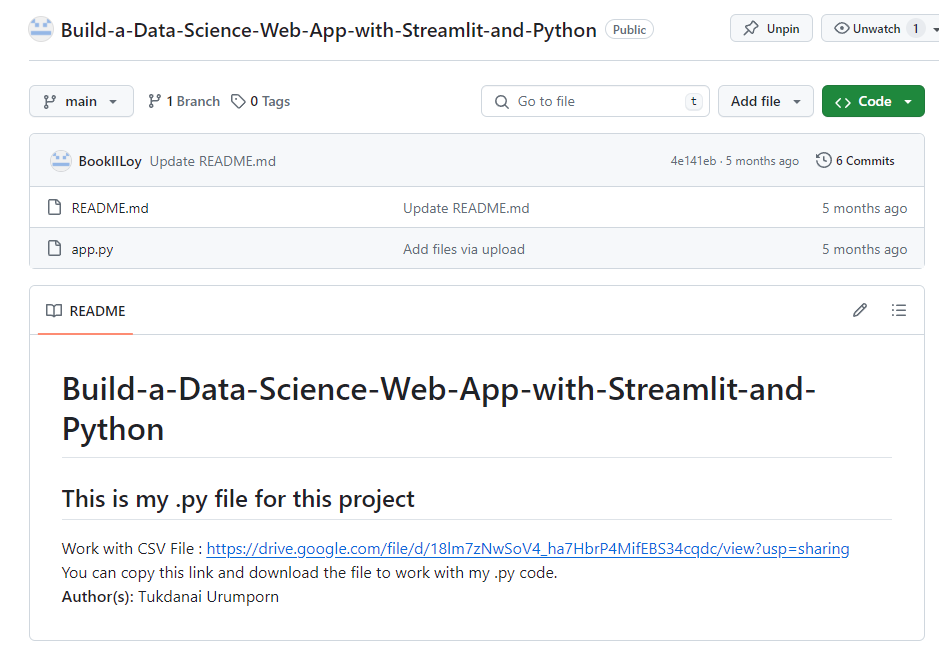 Build-a-Data-Science-Web-App-with-Streamlit-and-Python Public Unpin Unwatch 1
main 1 Branch 0 Tags Go to file t Add file Code
BookIILoy Update README.md 4e141eb · 5 months ago 6 Commits
README.md Update README.md 5 months ago
app.py Add files via upload 5 months ago
README
Build-a-Data-Science-Web-App-with-Streamlit-and-
Python
This is my .py file for this project
Work with CSV File : https://drive.google.com/file/d/18lm7zNwSoV4_ha7HbrP4MifEBS34cqdc/view?usp=sharing
You can copy this link and download the file to work with my .py code.
Author(s): Tukdanai Urumporn